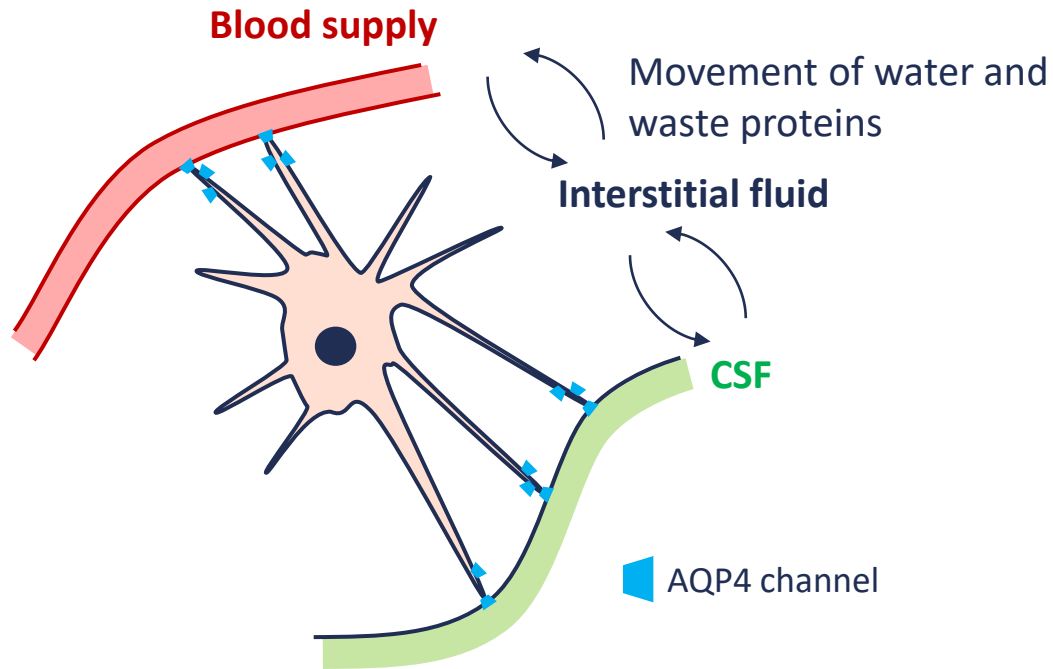 Blood supply
Movement of water and
waste proteins
Interstitial fluid
CSF
AQP4 channel